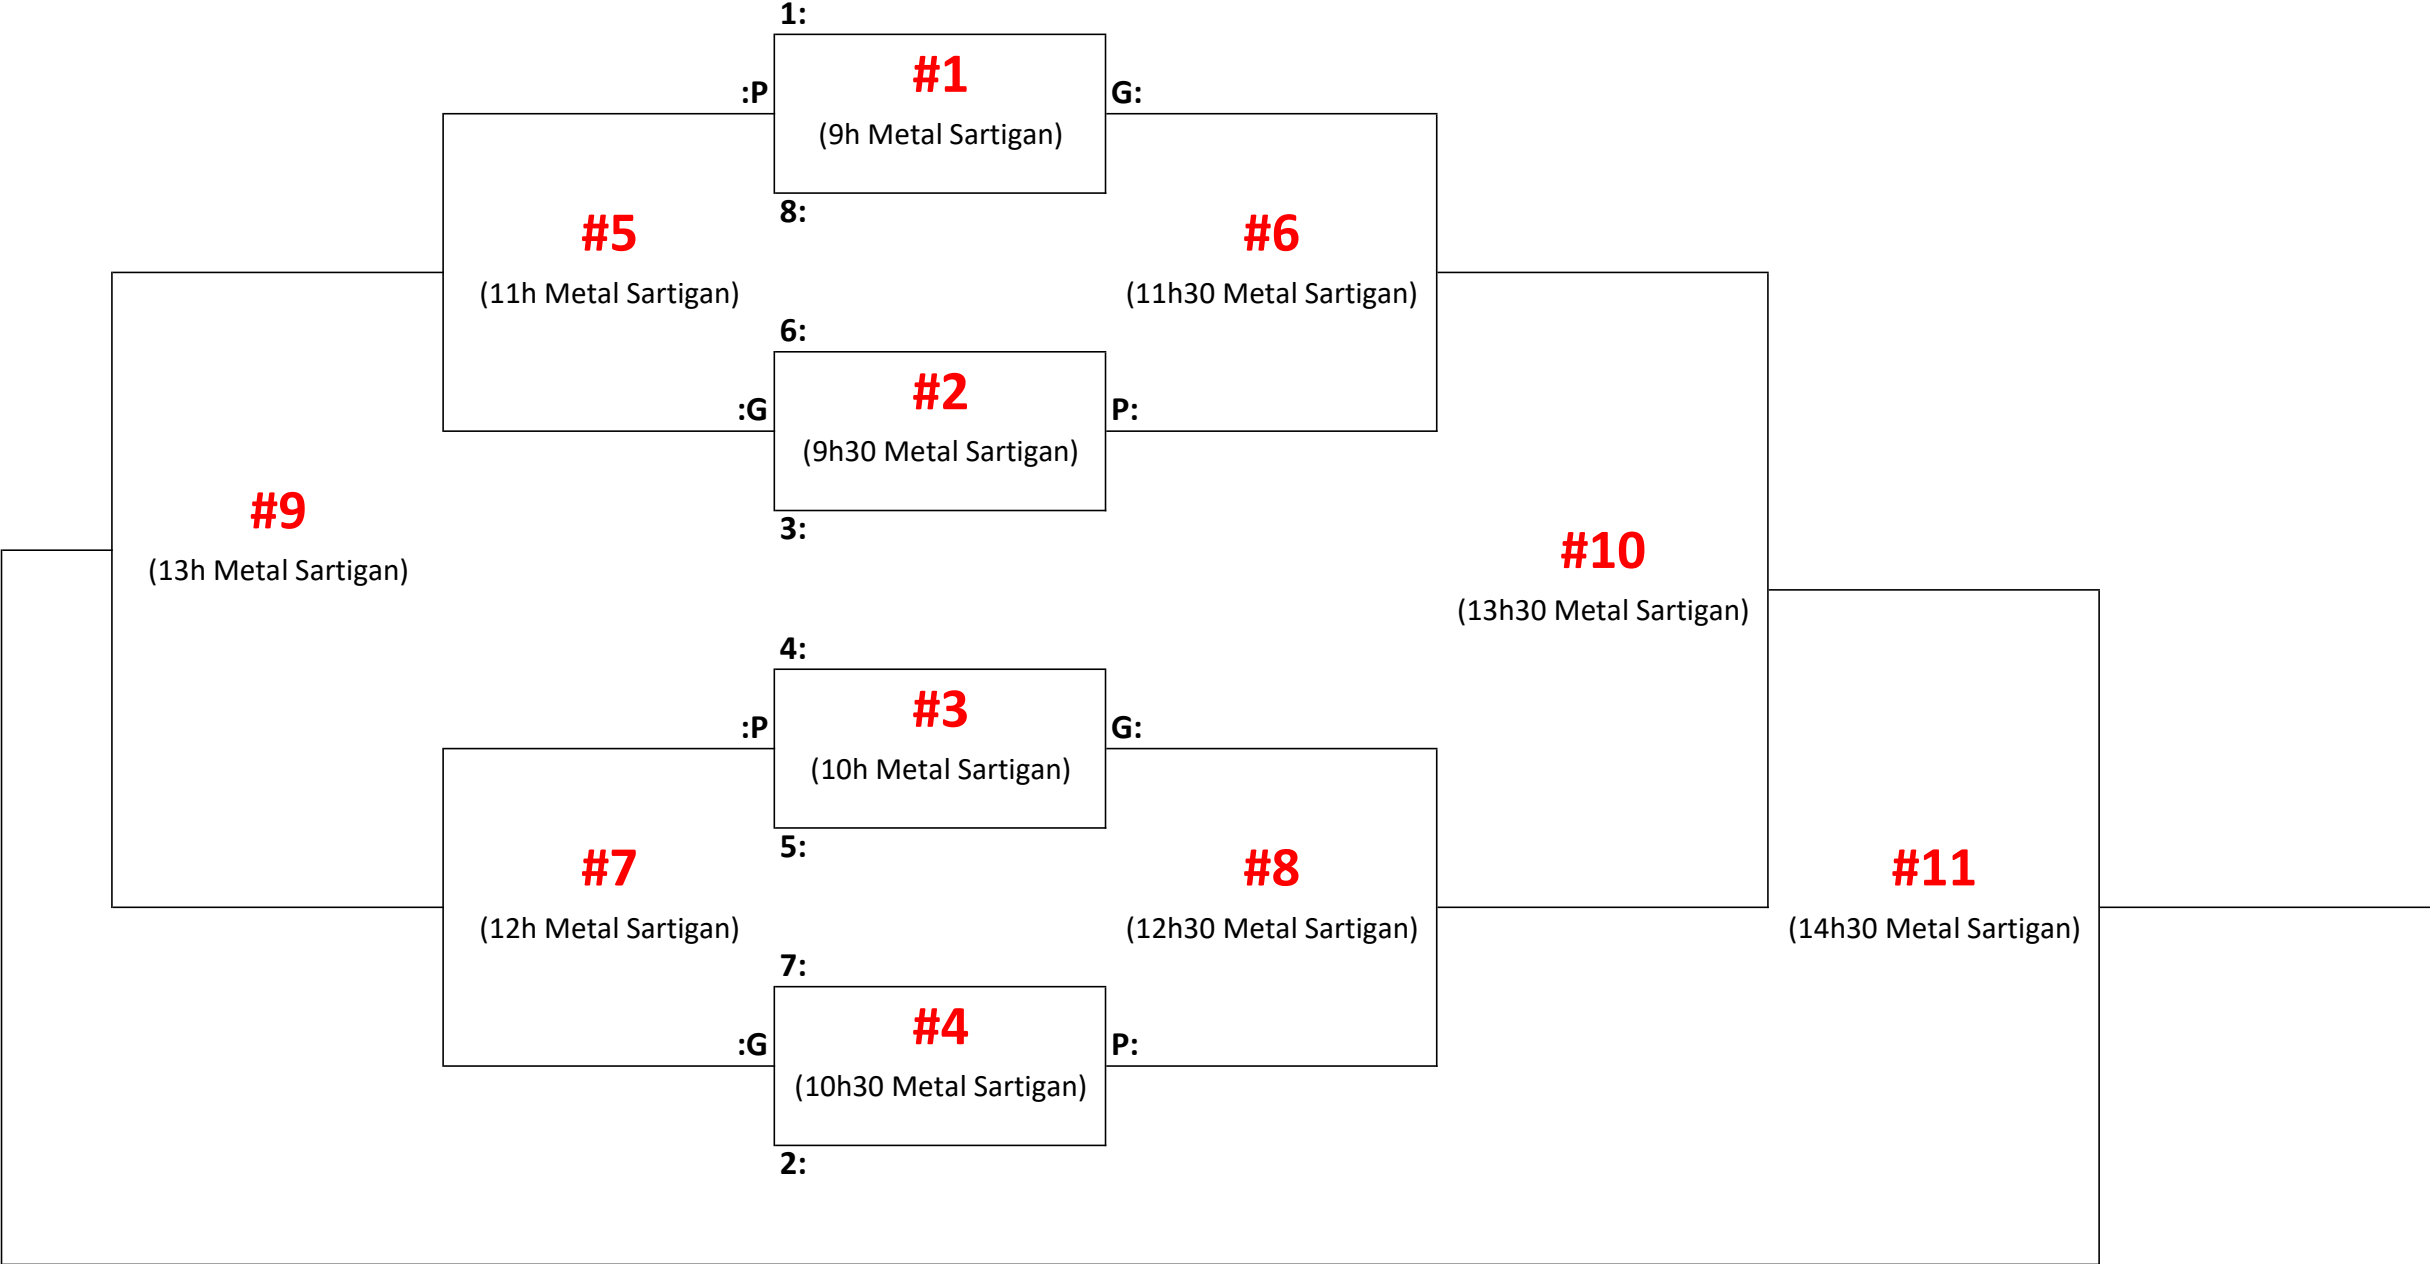 1:
#1
:P
G:
(9h Metal Sartigan)
8:
#5
#6
(11h Metal Sartigan)
(11h30 Metal Sartigan)
6:
#2
:G
P:
(9h30 Metal Sartigan)
#9
3:
#10
(13h Metal Sartigan)
(13h30 Metal Sartigan)
4:
#3
:P
G:
(10h Metal Sartigan)
5:
#7
#8
#11
(12h Metal Sartigan)
(12h30 Metal Sartigan)
(14h30 Metal Sartigan)
7:
#4
:G
P:
(10h30 Metal Sartigan)
2: